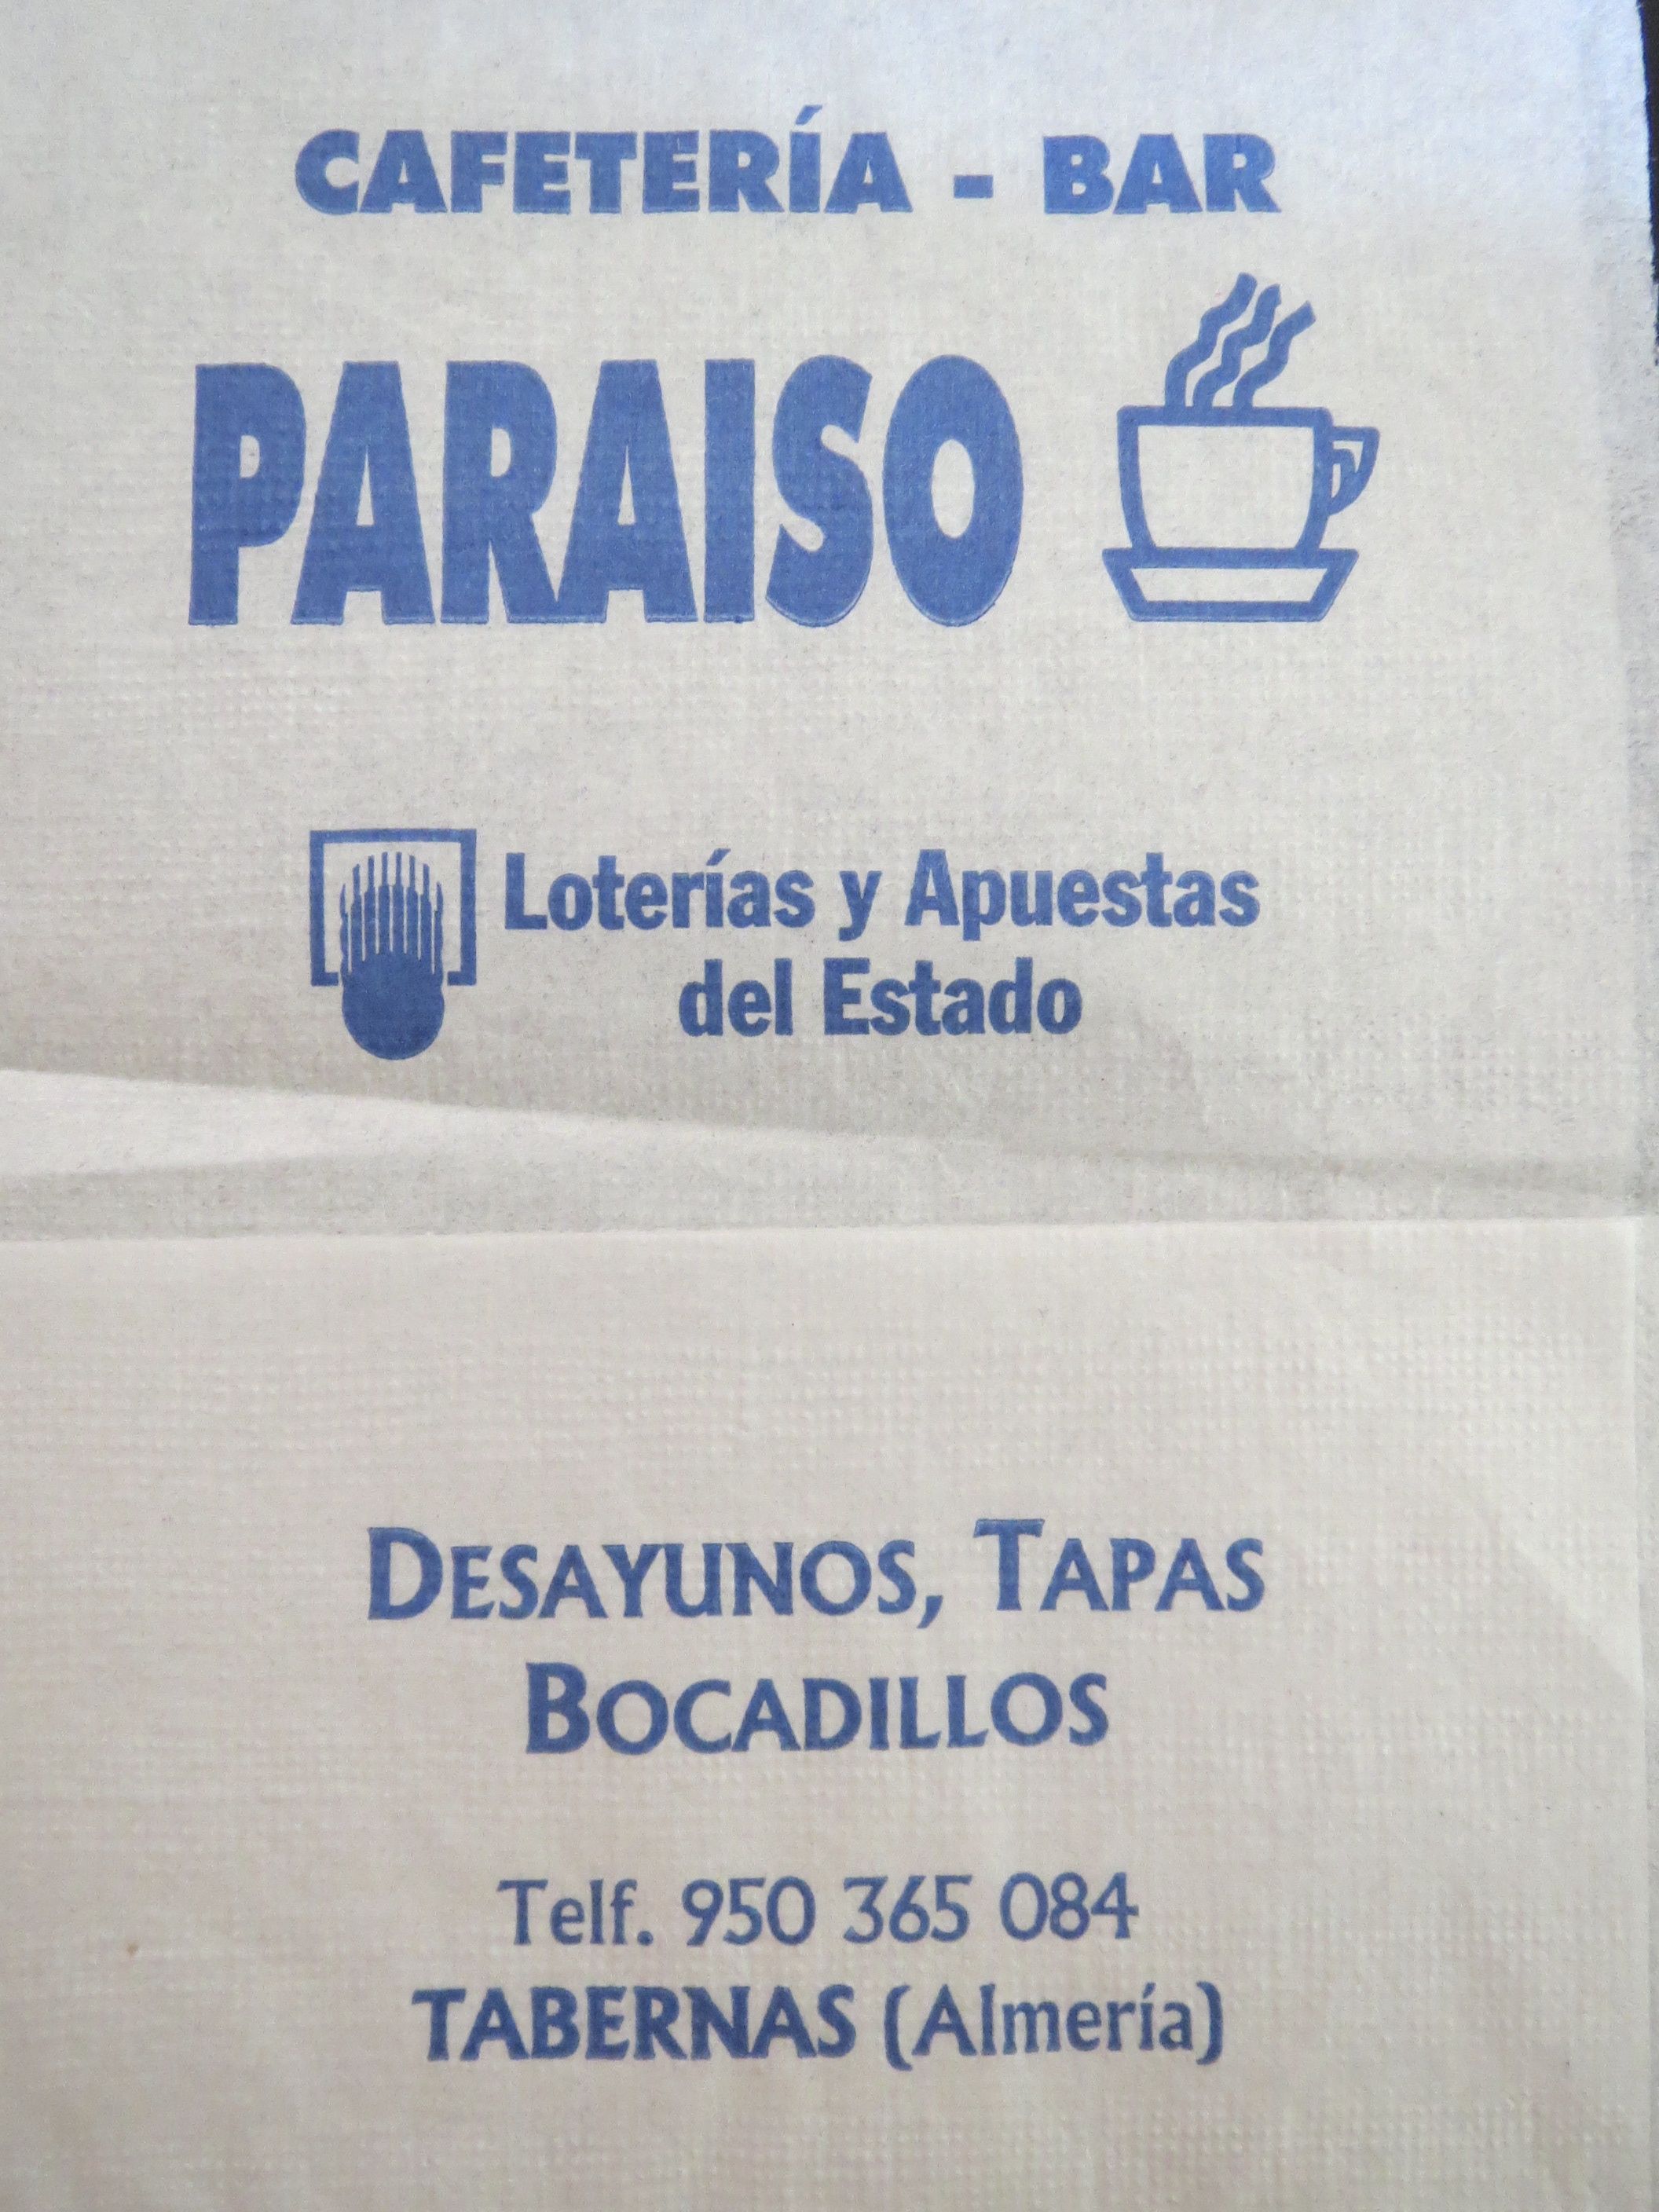 CAFETERÍA - BAR
PARAISO
Loterías y Apuestas
del Estado
DESAYUNOS, TAPAS
BOCADILLOS
Telf. 950 365 084
TABERNAS (Almería)